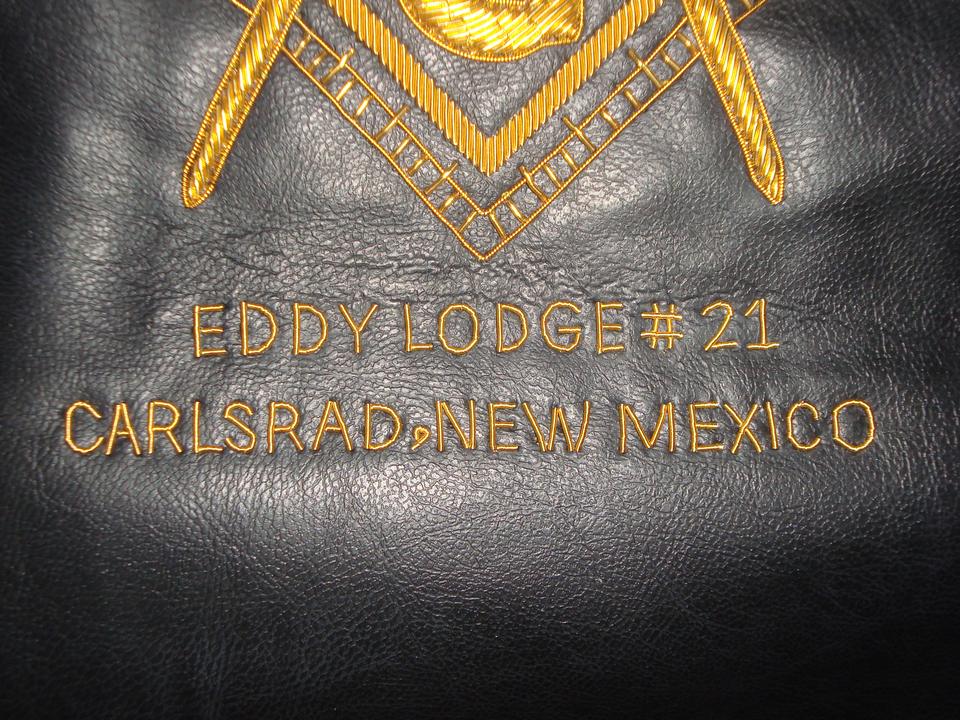 EDDY LODGE # 21
CARLSRAD, NEW MEXICO